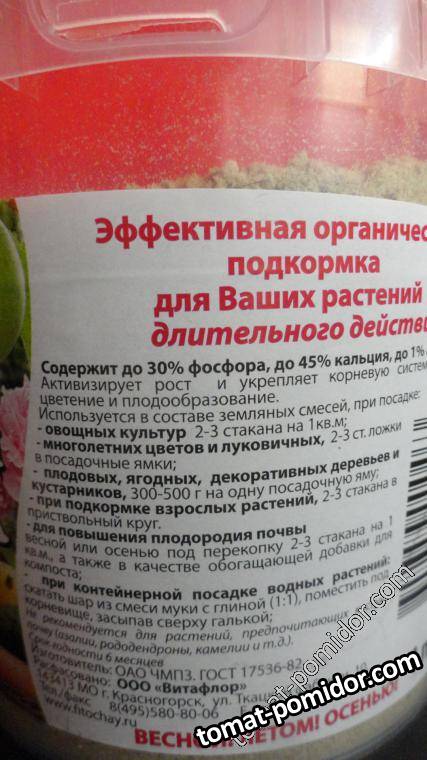 Эффективная органичес
подкормка
для Ваших растений
длительного действи
Содержит до 30% фосфора, до 45% кальция, до 1%
Активизирует рост и укрепляет корневую систем
цветение и плодообразование.
Используется в составе земляных смесей, при посадке:
- овощных культур 2-3 стакана на 1кв.м;
- многолетних цветов и луковичных, 2-3 ст.ложки
в посадочные ямки;
- плодовых, ягодных, декоративных деревьев и
кустарников, 300-500 г на одну посадочную яму;
- при подкормке взрослых растений, 2-3 стакана в
приствольный круг.
- для повышения плодородия почвы
весной или осенью под перекопку 2-3 стакана на 1
кв.м., а также в качестве обогащающей добавки для
компоста;
- при контейнерной посадке водных растений:
скатать шар из смеси муки с глиной (1:1), поместить под
корневище, засыпав сверху галькой;
Не рекомендуется для растений, предпочитающих
почву (азалии, рододендроны, камелии и т.д.).
Срок годности 6 месяцев
Изготовитель: ОАО ЧМПЗ. ГОСТ 17536-82
Расфасовано: ООО «Витафлор»
143413 МО г. Красногорск, ул.
Тел./факс 8(495)580-80-06
www.fitochay.ru
ВЕСНОЙ! ЛЕТОМ! ОСЕНЬЮ!
tomat-pomidor.com
tomat-pomidor.com